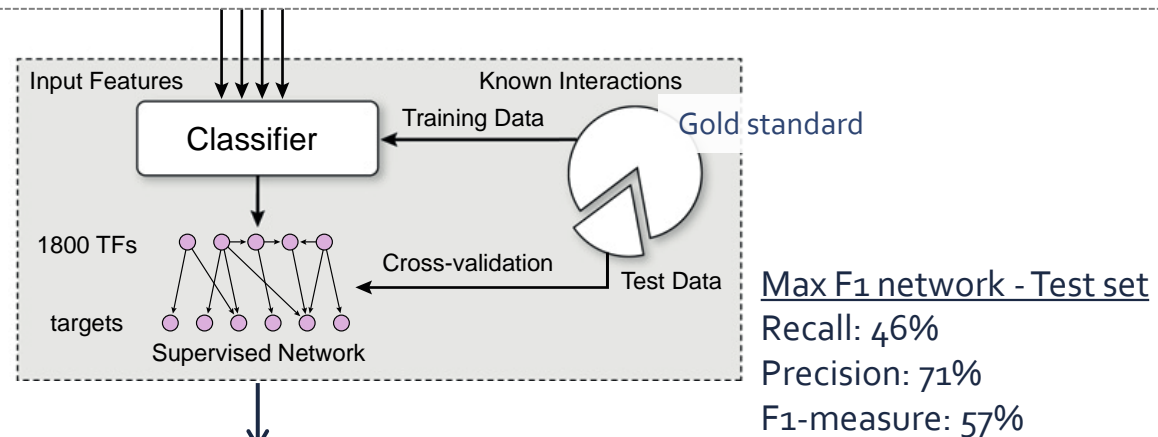 Input Features
Known Interactions
Training Data
Gold standard
Classifier
1800 TFs
Cross-validation
Test Data
targets
Supervised Network
Max F1 network - Test set
Recall: 46%
Precision: 71%
F1-measure: 57%